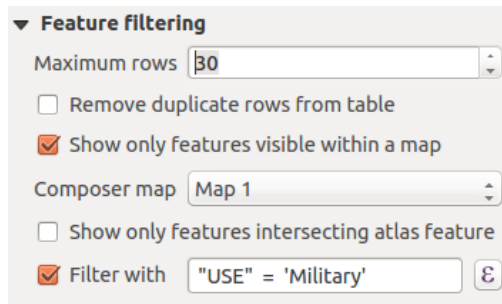 Feature filtering
Maximum rows 30
Remove duplicate rows from table
Show only features visible within a map
Composer map Map 1
Show only features intersecting atlas feature
Filter with "USE" = 'Military' ε